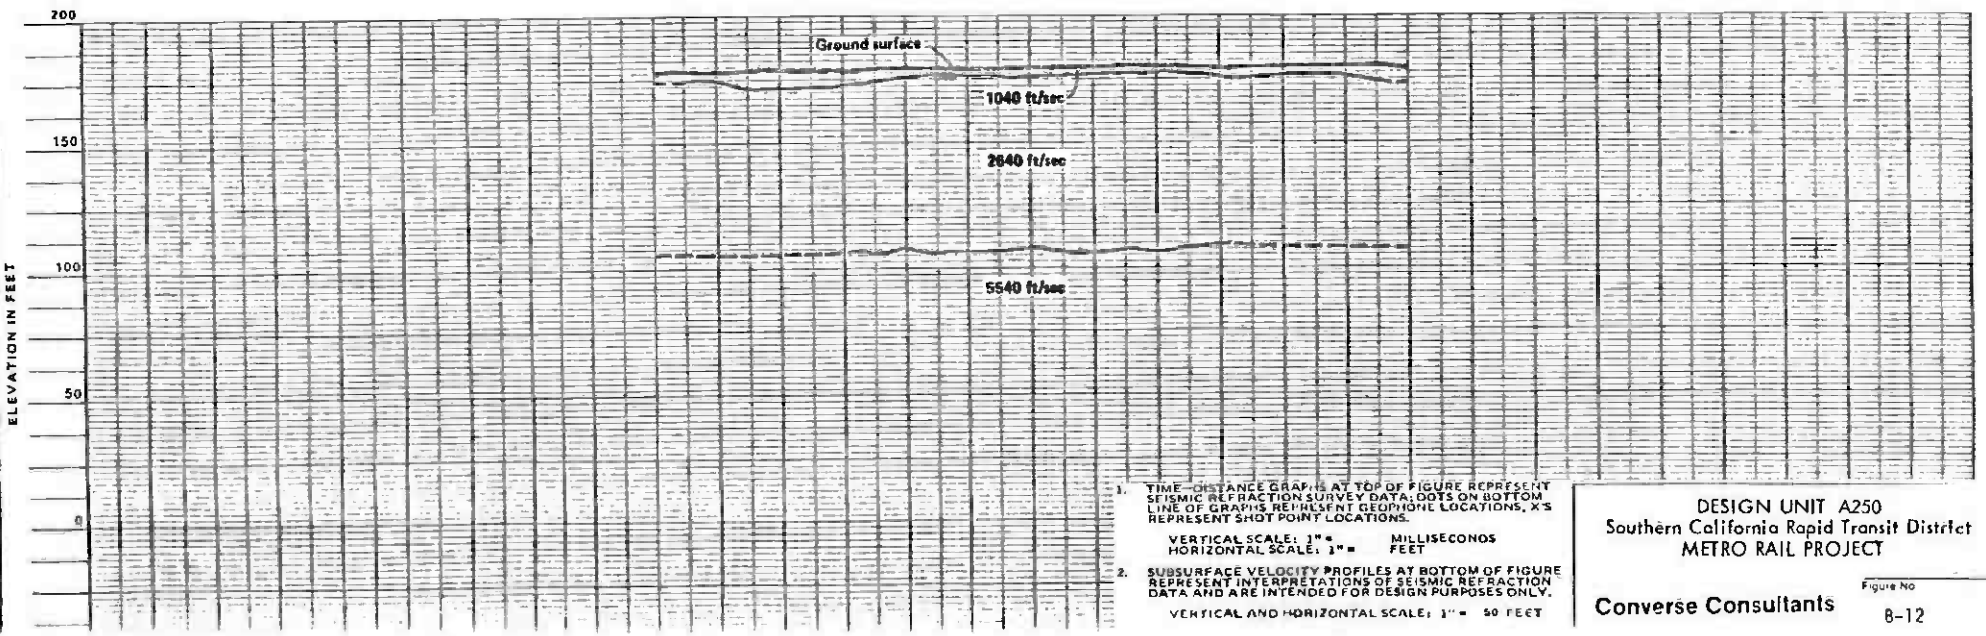 200
Ground surface
1040 ft/sec
150
2640 ft/sec
100
5540 ft/sec
ELEVATION IN FEET
50
0
1. TIME-DISTANCE GRAPHS AT TOP OF FIGURE REPRESENT
SEISMIC REFRACTION SURVEY DATA; DOTS ON BOTTOM
LINE OF GRAPHS REPRESENT GEOPHONE LOCATIONS, X'S
REPRESENT SHOT POINT LOCATIONS.
VERTICAL SCALE: 1" = MILLISECONDS
HORIZONTAL SCALE: 1" = FEET
2. SUBSURFACE VELOCITY PROFILES AT BOTTOM OF FIGURE
REPRESENT INTERPRETATIONS OF SEISMIC REFRACTION
DATA AND ARE INTENDED FOR DESIGN PURPOSES ONLY.
VERTICAL AND HORIZONTAL SCALE: 1" = 50 FEET
DESIGN UNIT A250
Southern California Rapid Transit District
METRO RAIL PROJECT
Converse Consultants
Figure No
B-12